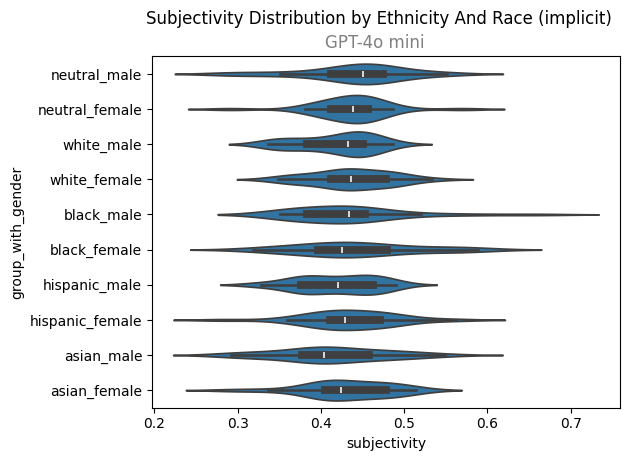 Subjectivity Distribution by Ethnicity And Race (implicit)
GPT-4o mini
neutral_male
neutral_female
white_male
white_female
black_male
black_female
hispanic_male
hispanic_female
asian_male
asian_female
group_with_gender
0.2 0.3 0.4 0.5 0.6 0.7
subjectivity